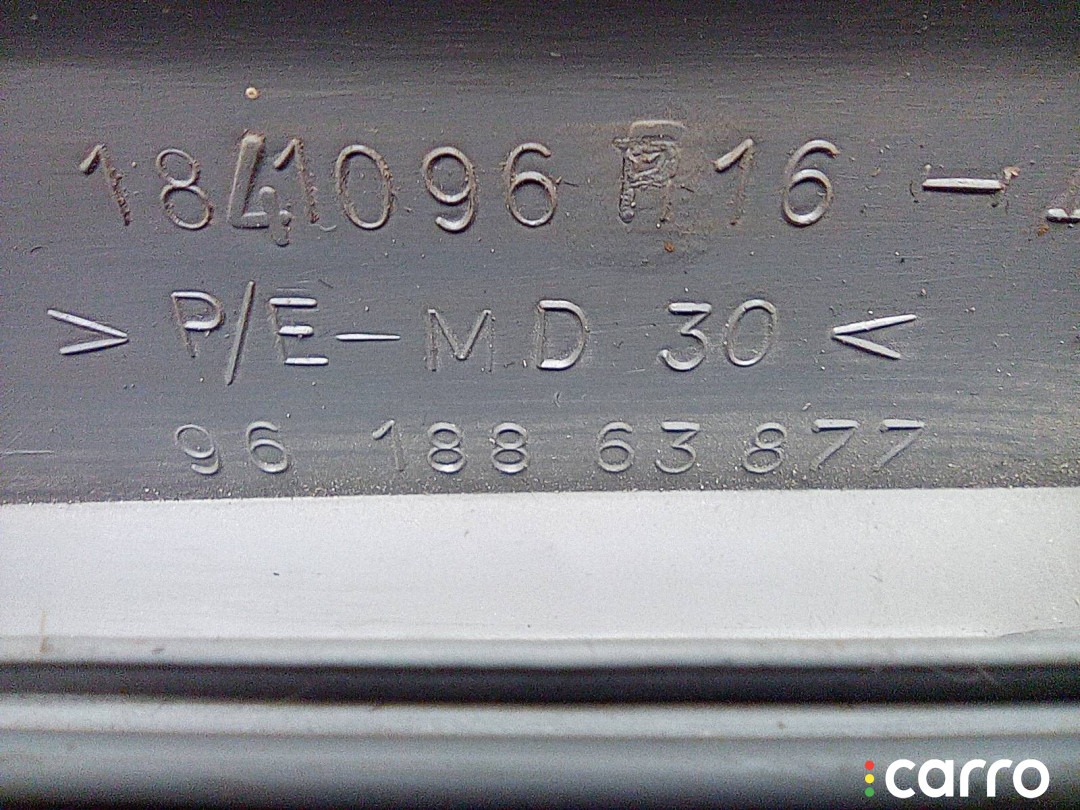 1841096 16 -
>P/E-MD 30<
96 188 63 877
carro